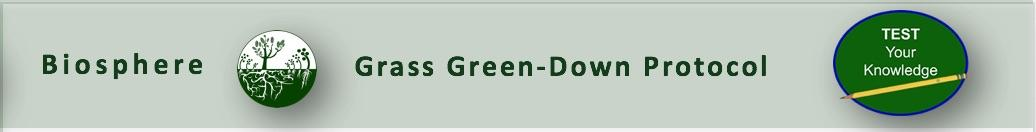 Biosphere
Grass Green-Down Protocol
TEST
Your
Knowledge